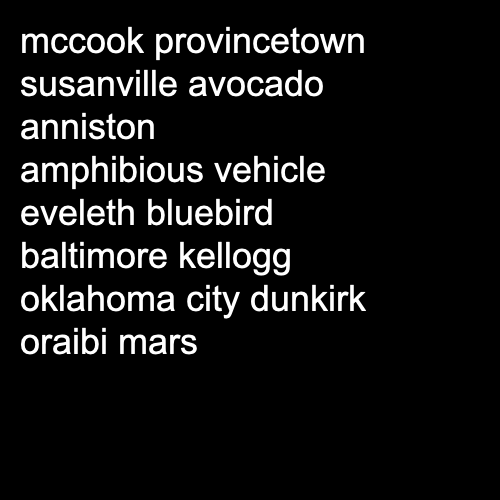 mccook provincetown
susanville avocado
anniston
amphibious vehicle
eveleth bluebird
baltimore kellogg
oklahoma city dunkirk
oraibi mars